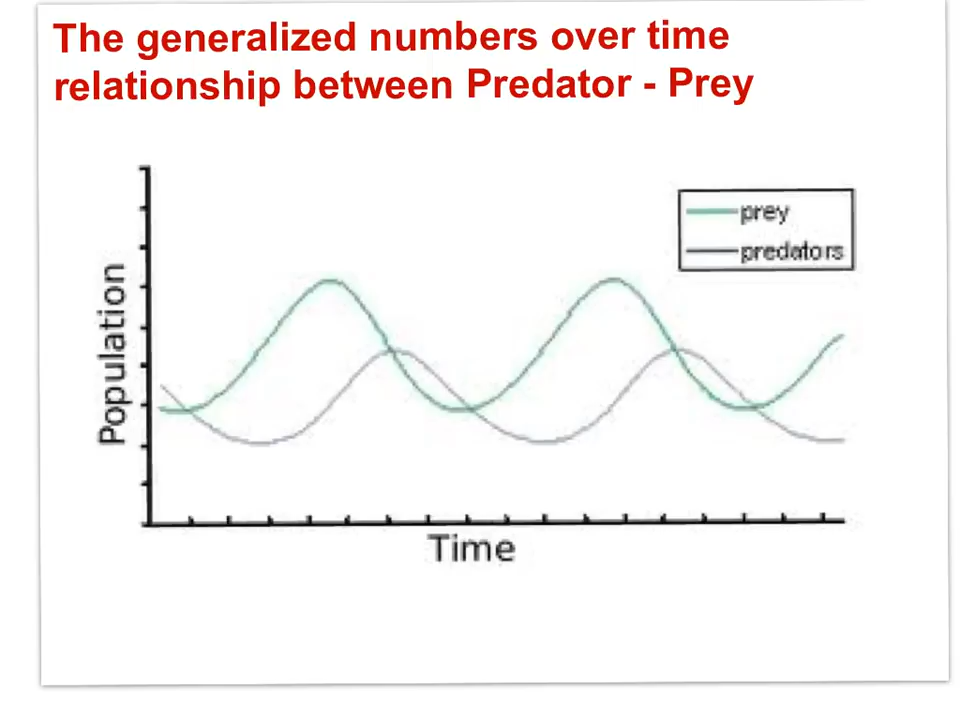 The generalized numbers over time
relationship between Predator - Prey
prey
predators
Population
Time